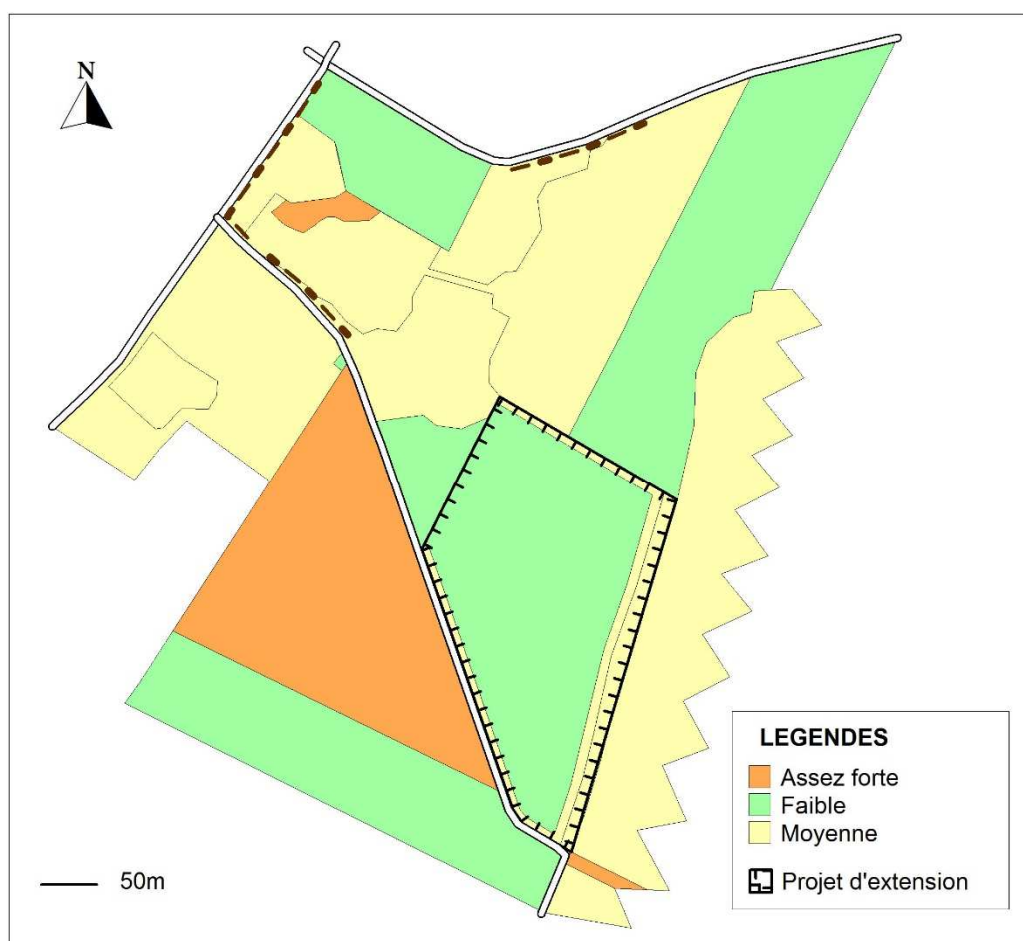 N
LEGENDES
Assez forte
Faible
Moyenne
Projet d'extension
50m